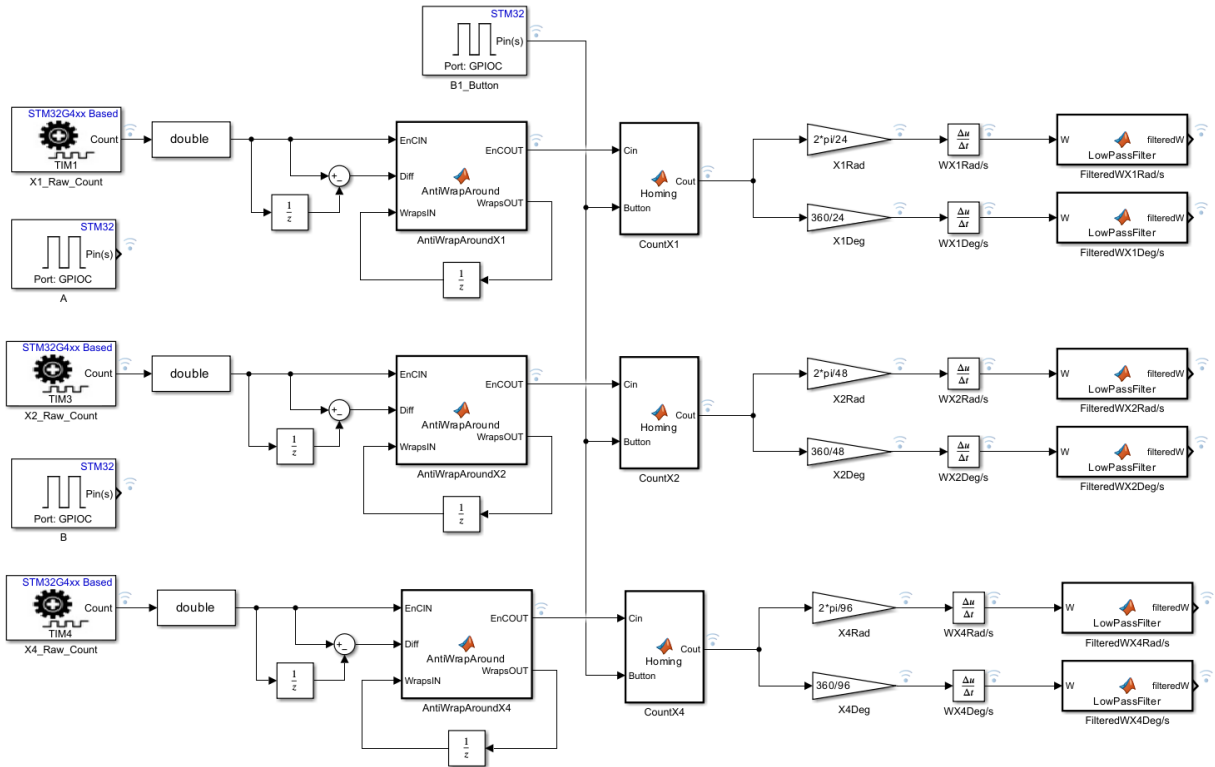 STM32
Pin(s)
Port: GPIOC
B1_Button
STM32G4xx Based
Count
TIM1
X1_Raw_Count
double
+
−
1
z
EnCIN
Diff
WrapsIN
EnCOUT
WrapsOUT
AntiWrapAround
AntiWrapAroundX1
1
z
Cin
Button
Cout
Homing
CountX1
2*pi/24
X1Rad
Δu
Δt
WX1Rad/s
W
filteredW
LowPassFilter
FilteredWX1Rad/s
360/24
X1Deg
Δu
Δt
WX1Deg/s
W
filteredW
LowPassFilter
FilteredWX1Deg/s
STM32
Pin(s)
Port: GPIOC
A
STM32G4xx Based
Count
TIM3
X2_Raw_Count
double
+
−
1
z
EnCIN
Diff
WrapsIN
EnCOUT
WrapsOUT
AntiWrapAround
AntiWrapAroundX2
1
z
Cin
Button
Cout
Homing
CountX2
2*pi/48
X2Rad
Δu
Δt
WX2Rad/s
W
filteredW
LowPassFilter
FilteredWX2Rad/s
360/48
X2Deg
Δu
Δt
WX2Deg/s
W
filteredW
LowPassFilter
FilteredWX2Deg/s
STM32
Pin(s)
Port: GPIOC
B
STM32G4xx Based
Count
TIM4
X4_Raw_Count
double
+
−
1
z
EnCIN
Diff
WrapsIN
EnCOUT
WrapsOUT
AntiWrapAround
AntiWrapAroundX4
1
z
Cin
Button
Cout
Homing
CountX4
2*pi/96
X4Rad
Δu
Δt
WX4Rad/s
W
filteredW
LowPassFilter
FilteredWX4Rad/s
360/96
X4Deg
Δu
Δt
WX4Deg/s
W
filteredW
LowPassFilter
FilteredWX4Deg/s